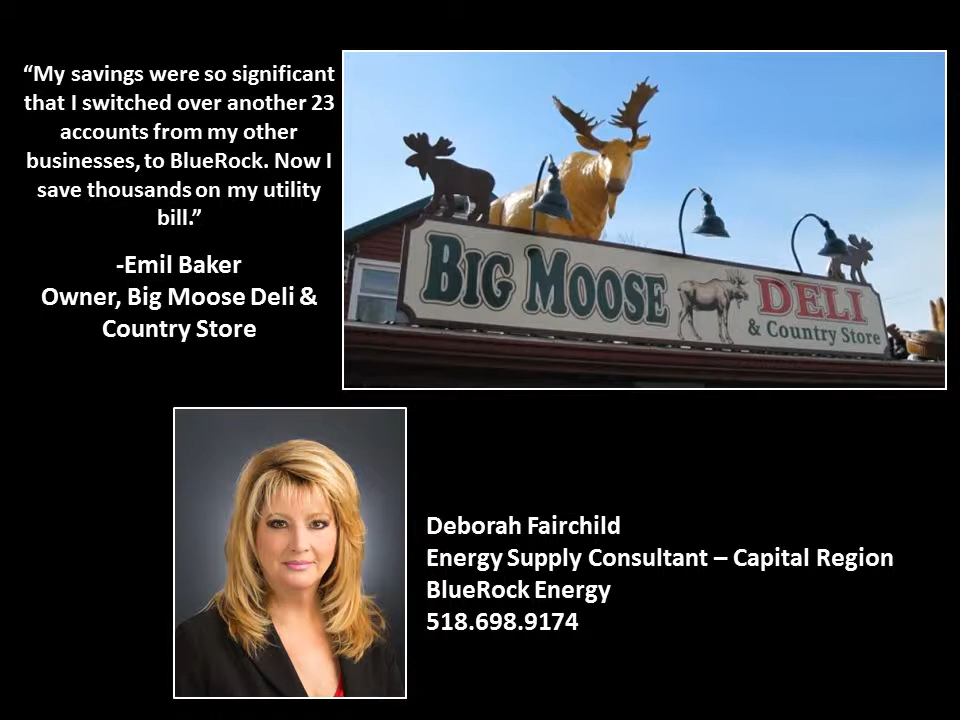 “My savings were so significant
that I switched over another 23
accounts from my other
businesses, to BlueRock. Now I
save thousands on my utility
bill.”
-Emil Baker
Owner, Big Moose Deli &
Country Store
BIG MOOSE DELI
& Country Store
Deborah Fairchild
Energy Supply Consultant – Capital Region
BlueRock Energy
518.698.9174